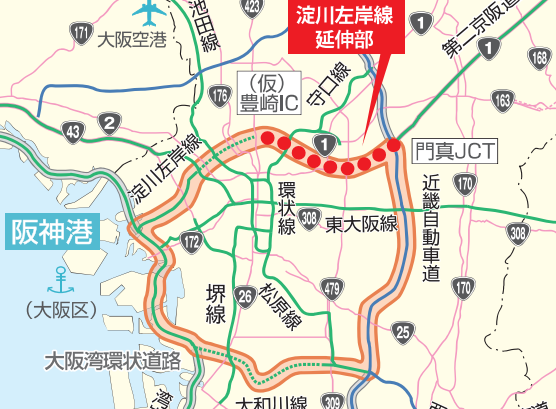 淀川左岸線
延伸部
池田線
171
大阪空港
1
第二京阪道
1
168
(仮)
豊崎IC
守口線
176
163
2
43
1
門真JCT
淀川左岸線
170
環状線
308
東大阪線
近畿自動車道
308
阪神港
172
(大阪区)
堺線
26
松原線
479
170
25
大阪湾環状道路
大和川線
309
湾